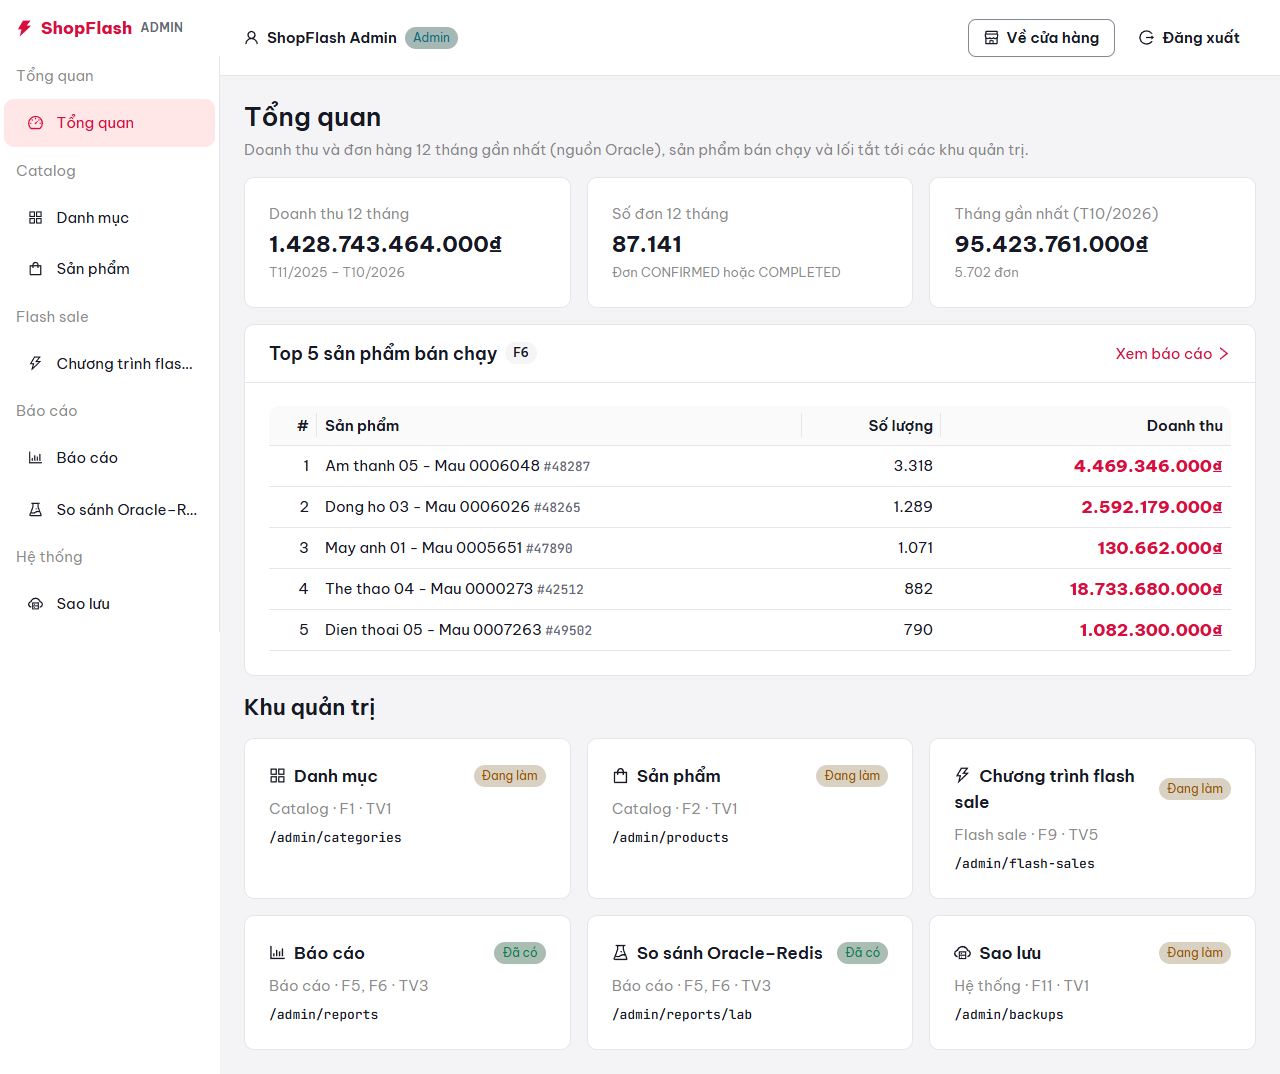 ShopFlash ADMIN
Tổng quan
Tổng quan
Catalog
Danh mục
Sản phẩm
Flash sale
Chương trình flas...
Báo cáo
Báo cáo
So sánh Oracle–R...
Hệ thống
Sao lưu
ShopFlash Admin Admin
Về cửa hàng
Đăng xuất
Tổng quan
Doanh thu và đơn hàng 12 tháng gần nhất (nguồn Oracle), sản phẩm bán chạy và lối tắt tới các khu quản trị.
Doanh thu 12 tháng
1.428.743.464.000₫
T11/2025 – T10/2026
Số đơn 12 tháng
87.141
Đơn CONFIRMED hoặc COMPLETED
Tháng gần nhất (T10/2026)
95.423.761.000₫
5.702 đơn
Top 5 sản phẩm bán chạy F6
Xem báo cáo
# Sản phẩm Số lượng Doanh thu
1 Am thanh 05 - Mau 0006048 #48287 3.318 4.469.346.000₫
2 Dong ho 03 - Mau 0006026 #48265 1.289 2.592.179.000₫
3 May anh 01 - Mau 0005651 #47890 1.071 130.662.000₫
4 The thao 04 - Mau 0000273 #42512 882 18.733.680.000₫
5 Dien thoai 05 - Mau 0007263 #49502 790 1.082.300.000₫
Khu quản trị
Danh mục Đang làm
Catalog · F1 · TV1
/admin/categories
Sản phẩm Đang làm
Catalog · F2 · TV1
/admin/products
Chương trình flash
sale
Đang làm
Flash sale · F9 · TV5
/admin/flash-sales
Báo cáo Đã có
Báo cáo · F5, F6 · TV3
/admin/reports
So sánh Oracle–Redis Đã có
Báo cáo · F5, F6 · TV3
/admin/reports/lab
Sao lưu Đang làm
Hệ thống · F11 · TV1
/admin/backups